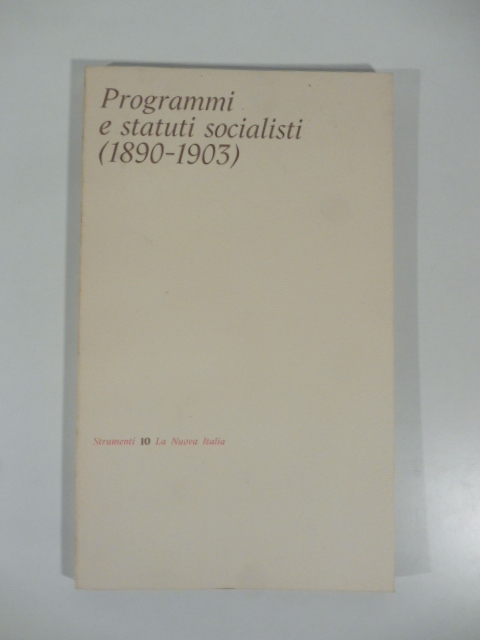 Programmi
e statuti socialisti
(1890-1903)
Strumenti 10 La Nuova Italia